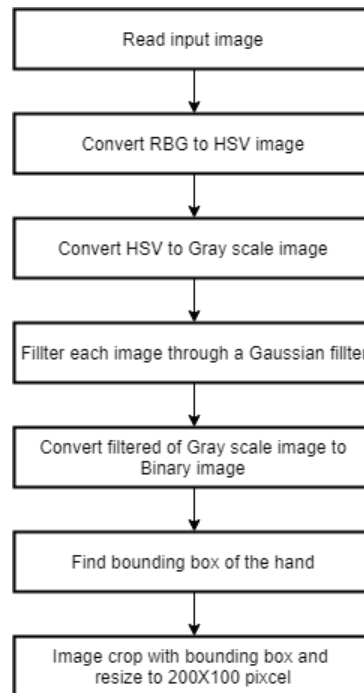 Read input image
Convert RBG to HSV image
Convert HSV to Gray scale image
Fillter each image through a Gaussian fillter
Convert filtered of Gray scale image to
Binary image
Find bounding box of the hand
Image crop with bounding box and
resize to 200X100 pixcel